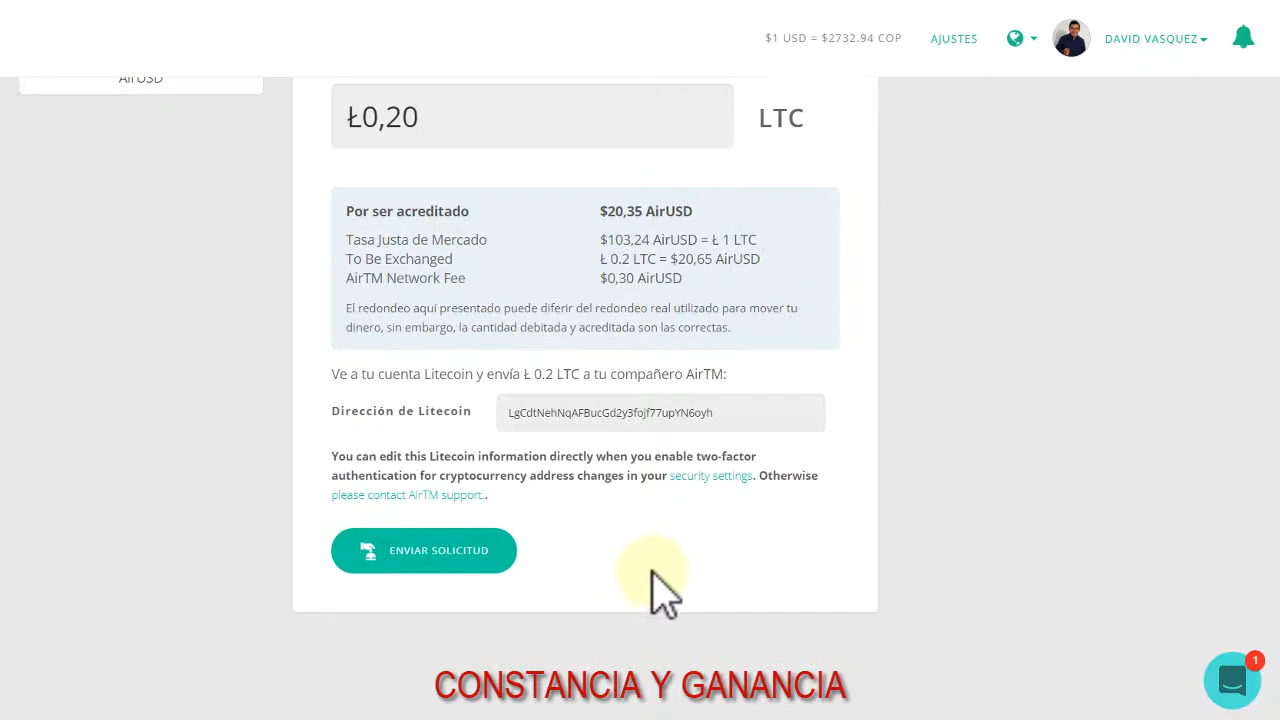 $1 USD = $2732.94 COP
AJUSTES
DAVID VASQUEZ
AirUSD
Ł0,20
LTC
Por ser acreditado $20,35 AirUSD
Tasa Justa de Mercado $103,24 AirUSD = Ł 1 LTC
To Be Exchanged Ł 0.2 LTC = $20,65 AirUSD
AirTM Network Fee $0,30 AirUSD
El redondeo aquí presentado puede diferir del redondeo real utilizado para mover tu
dinero, sin embargo, la cantidad debitada y acreditada son las correctas.
Ve a tu cuenta Litecoin y envía Ł 0.2 LTC a tu compañero AirTM:
Dirección de Litecoin LgCdtNehNqAFBucGd2y3fojf77upYN6oyh
You can edit this Litecoin information directly when you enable two-factor
authentication for cryptocurrency address changes in your security settings. Otherwise
please contact AirTM support..
ENVIAR SOLICITUD
1
CONSTANCIA Y GANANCIA